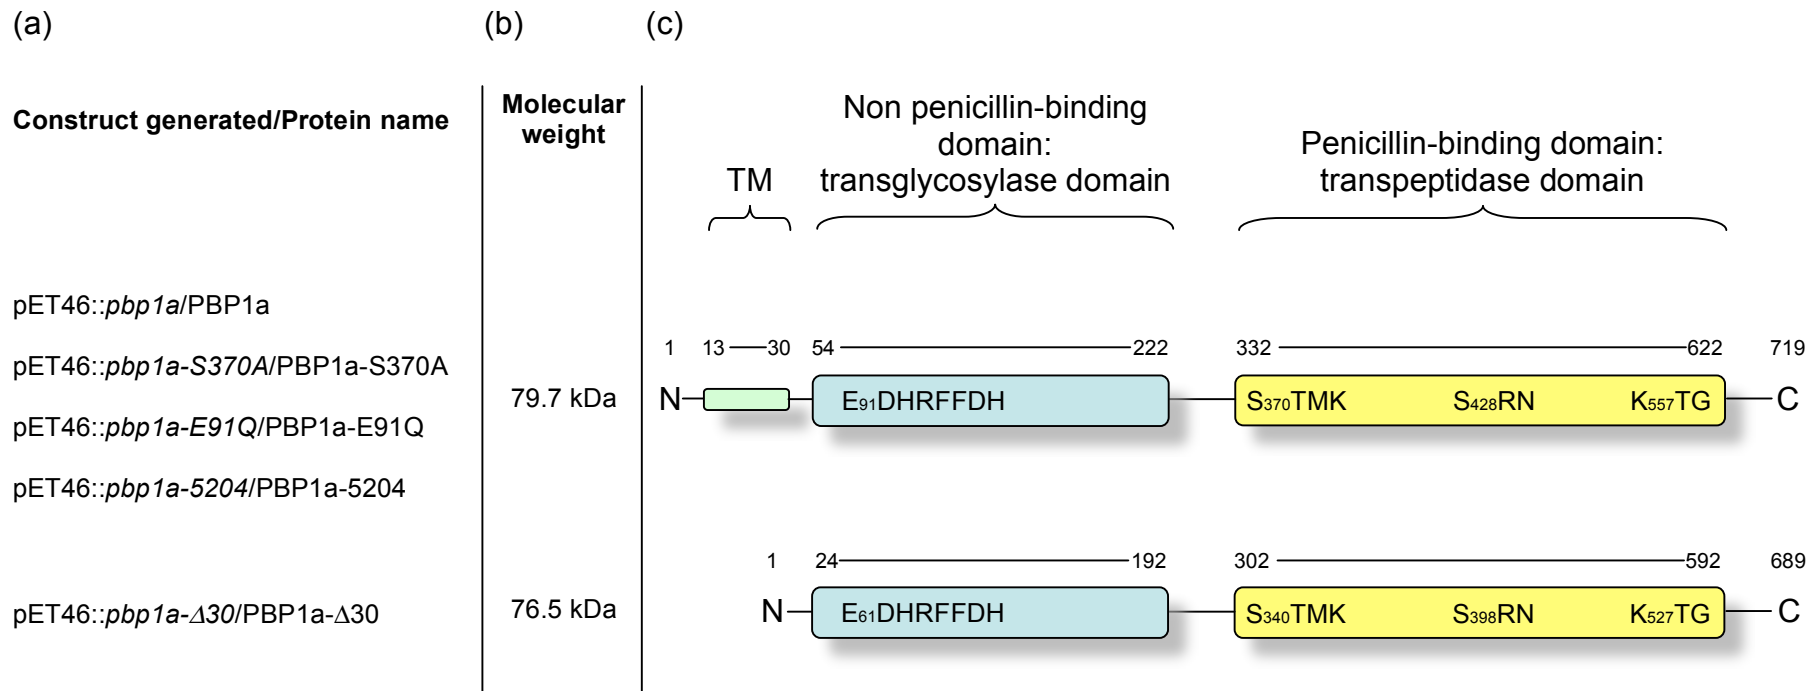 (a)
(b)
(c)
Construct generated/Protein name
Molecular
weight
TM
Non penicillin-binding
domain:
transglycosylase domain
Penicillin-binding domain:
transpeptidase domain
pET46::pbp1a/PBP1a
pET46::pbp1a-S370A/PBP1a-S370A
pET46::pbp1a-E91Q/PBP1a-E91Q
pET46::pbp1a-5204/PBP1a-5204
79.7 kDa
1 13 30 54 222 332 622 719
N E91DHRFFDH S370TMK S428RN K557TG C
pET46::pbp1a-Δ30/PBP1a-Δ30
76.5 kDa
1 24 192 302 592 689
N E61DHRFFDH S340TMK S398RN K527TG C